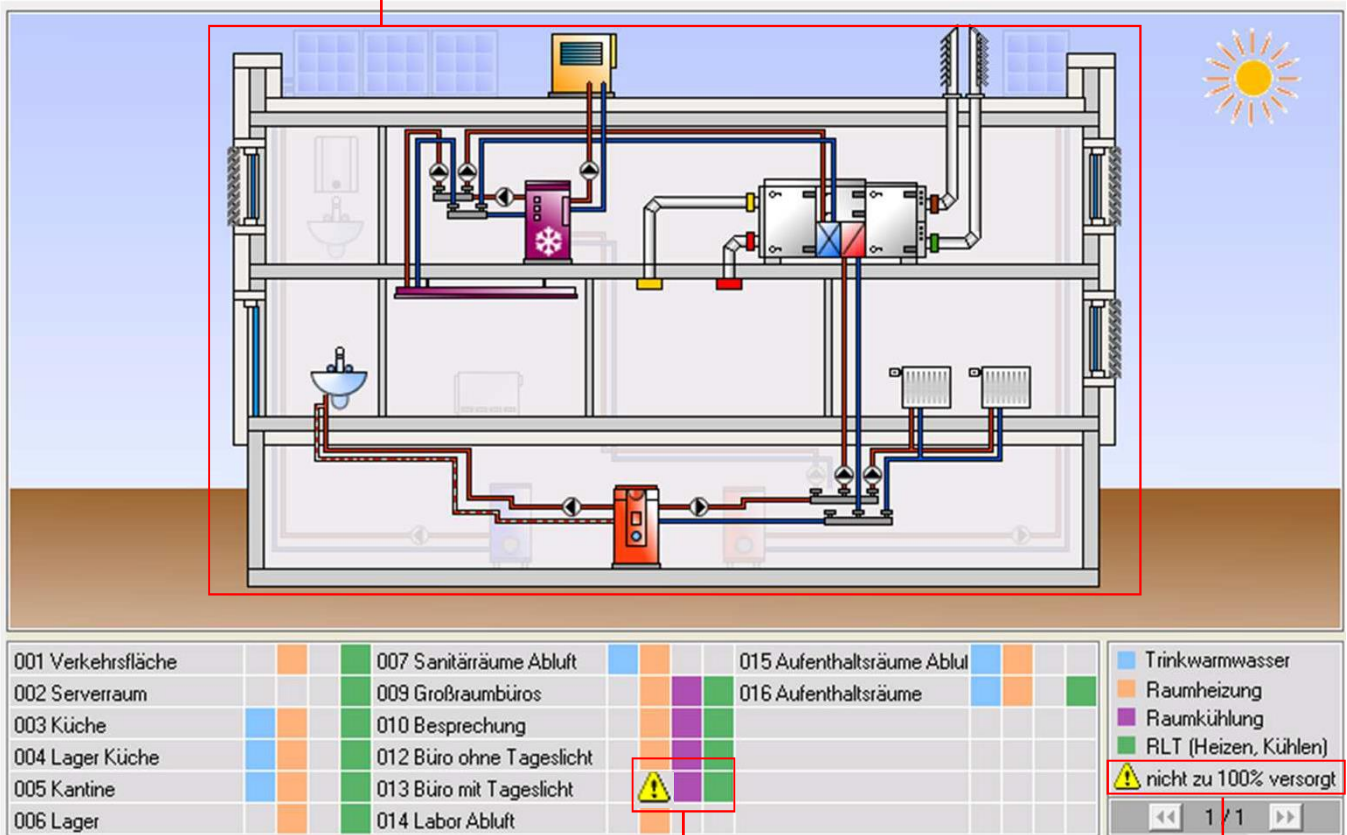 001 Verkehrsfläche
002 Serverraum
003 Küche
004 Lager Küche
005 Kantine
006 Lager
007 Sanitärräume Abluft
009 Großraumbüros
010 Besprechung
012 Büro ohne Tageslicht
013 Büro mit Tageslicht
014 Labor Abluft
015 Aufenthaltsräume Ablul
016 Aufenthaltsräume
Trinkwarmwasser
Raumheizung
Raumkühlung
RLT (Heizen, Kühlen)
nicht zu 100% versorgt
1 / 1